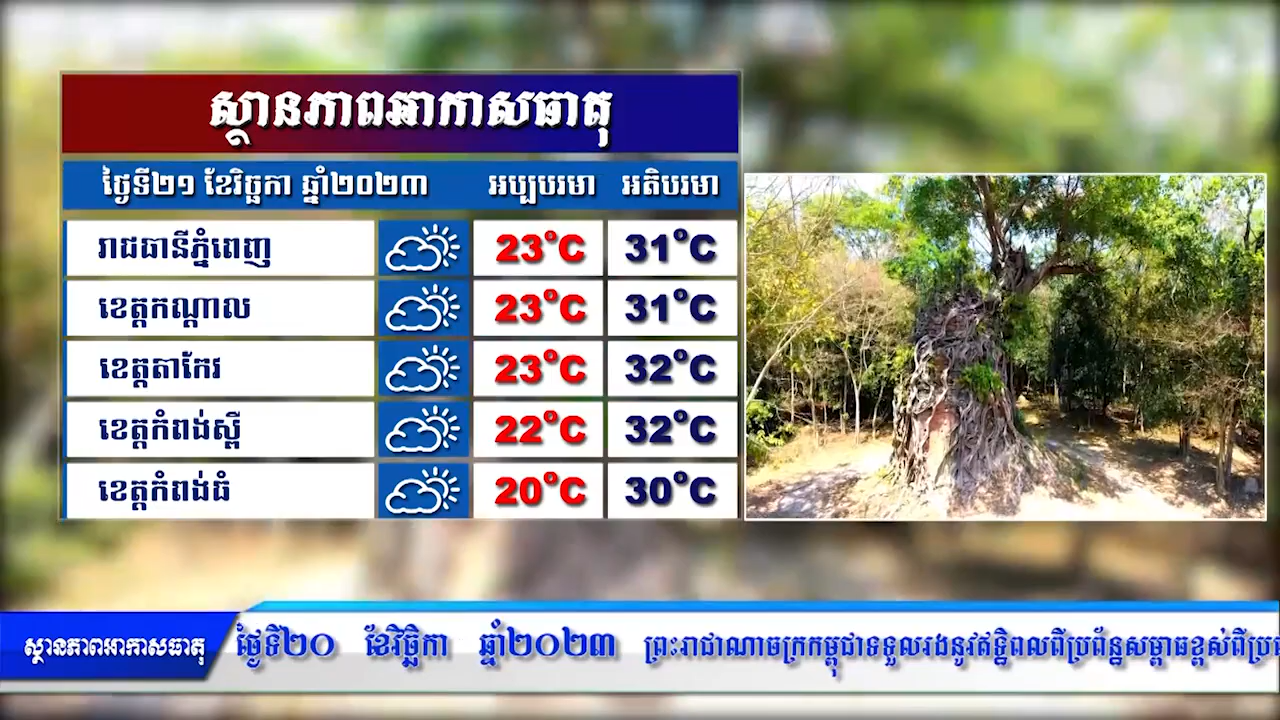 ស្ថានភាពអាកាសធាតុ
ថ្ងៃទី២១ ខែវិច្ឆកា ឆ្នាំ២០២៣ អប្បបរមា អតិបរមា
រាជធានីភ្នំពេញ 23°C 31°C
ខេត្តកណ្តាល 23°C 31°C
ខេត្តតាកែវ 23°C 32°C
ខេត្តកំពង់ស្ពឺ 22°C 32°C
ខេត្តកំពង់ធំ 20°C 30°C
ស្ថានភាពអាកាសធាតុ ថ្ងៃទី២០ ខែវិច្ឆិកា ឆ្នាំ២០២៣ ព្រះរាជាណាចក្រកម្ពុជាទទួលរងនូវឥទ្ធិពលពីប្រព័ន្ធសម្ពាធខ្ពស់ពី